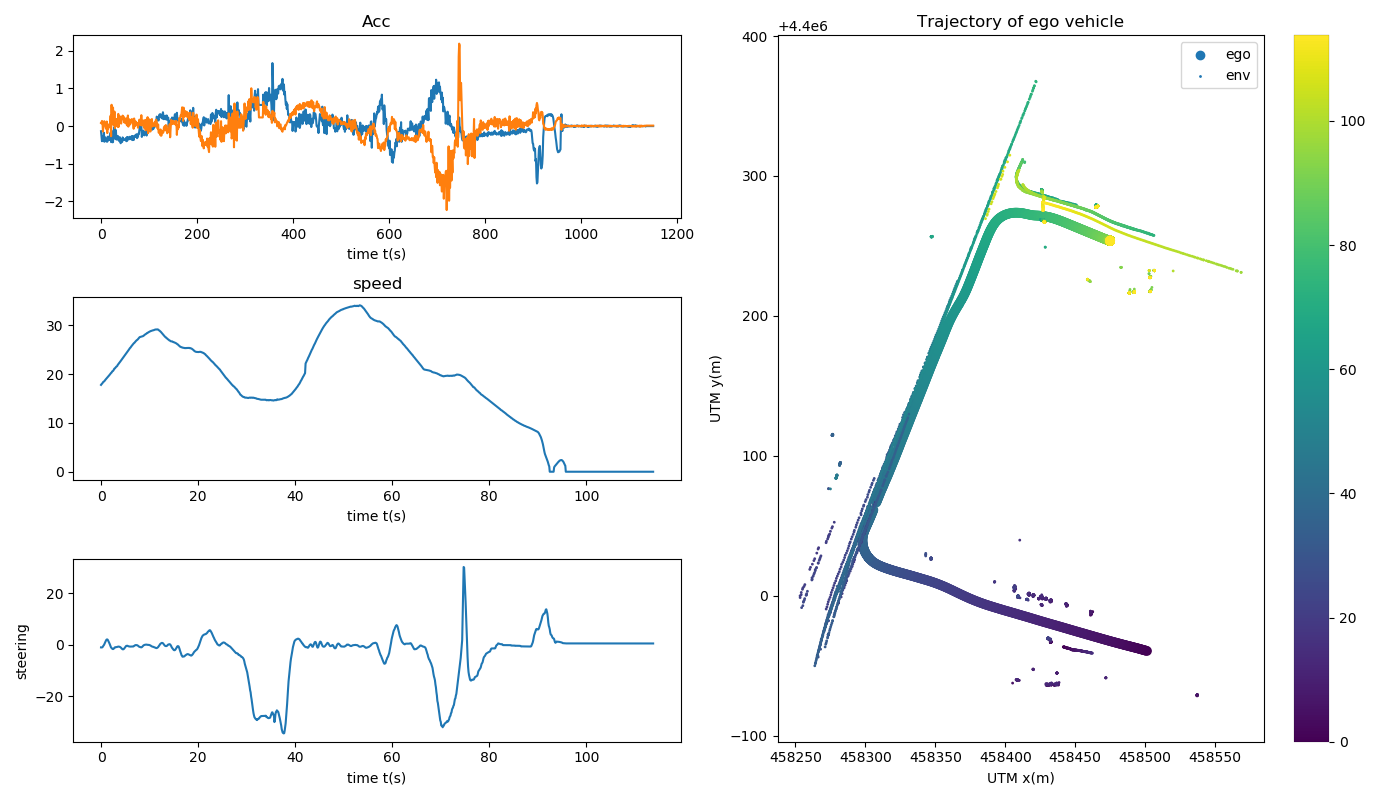 Acc
2
1
0
−1
−2
0 200 400 600 800 1000 1200
time t(s)
speed
30
20
10
0
0 20 40 60 80 100
time t(s)
steering
20
0
−20
0 20 40 60 80 100
time t(s)
Trajectory of ego vehicle
+4.4e6
400
300
200
100
0
−100
UTM y(m)
ego
env
458250 458300 458350 458400 458450 458500 458550
UTM x(m)
100
80
60
40
20
0